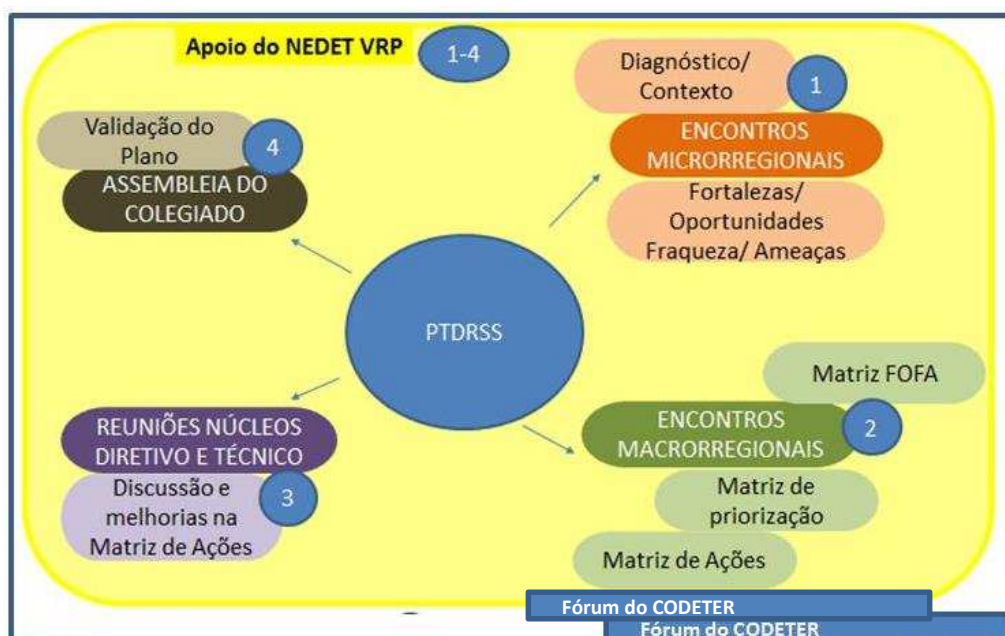 Apoio do NEDET VRP
1-4
Diagnóstico/
Contexto
1
ENCONTROS
MICRORREGIONAIS
Fortalezas/
Oportunidades
Fraqueza/ Ameaças
Validação do
Plano
4
ASSEMBLEIA DO
COLEGIADO
PTDRSS
Matriz FOFA
ENCONTROS
MACRORREGIONAIS
2
Matriz de
priorização
Matriz de Ações
REUNIÕES NÚCLEOS
DIRETIVO E TÉCNICO
Discussão e
melhorias na
Matriz de Ações
3
Fórum do CODETER
Fórum do CODETER